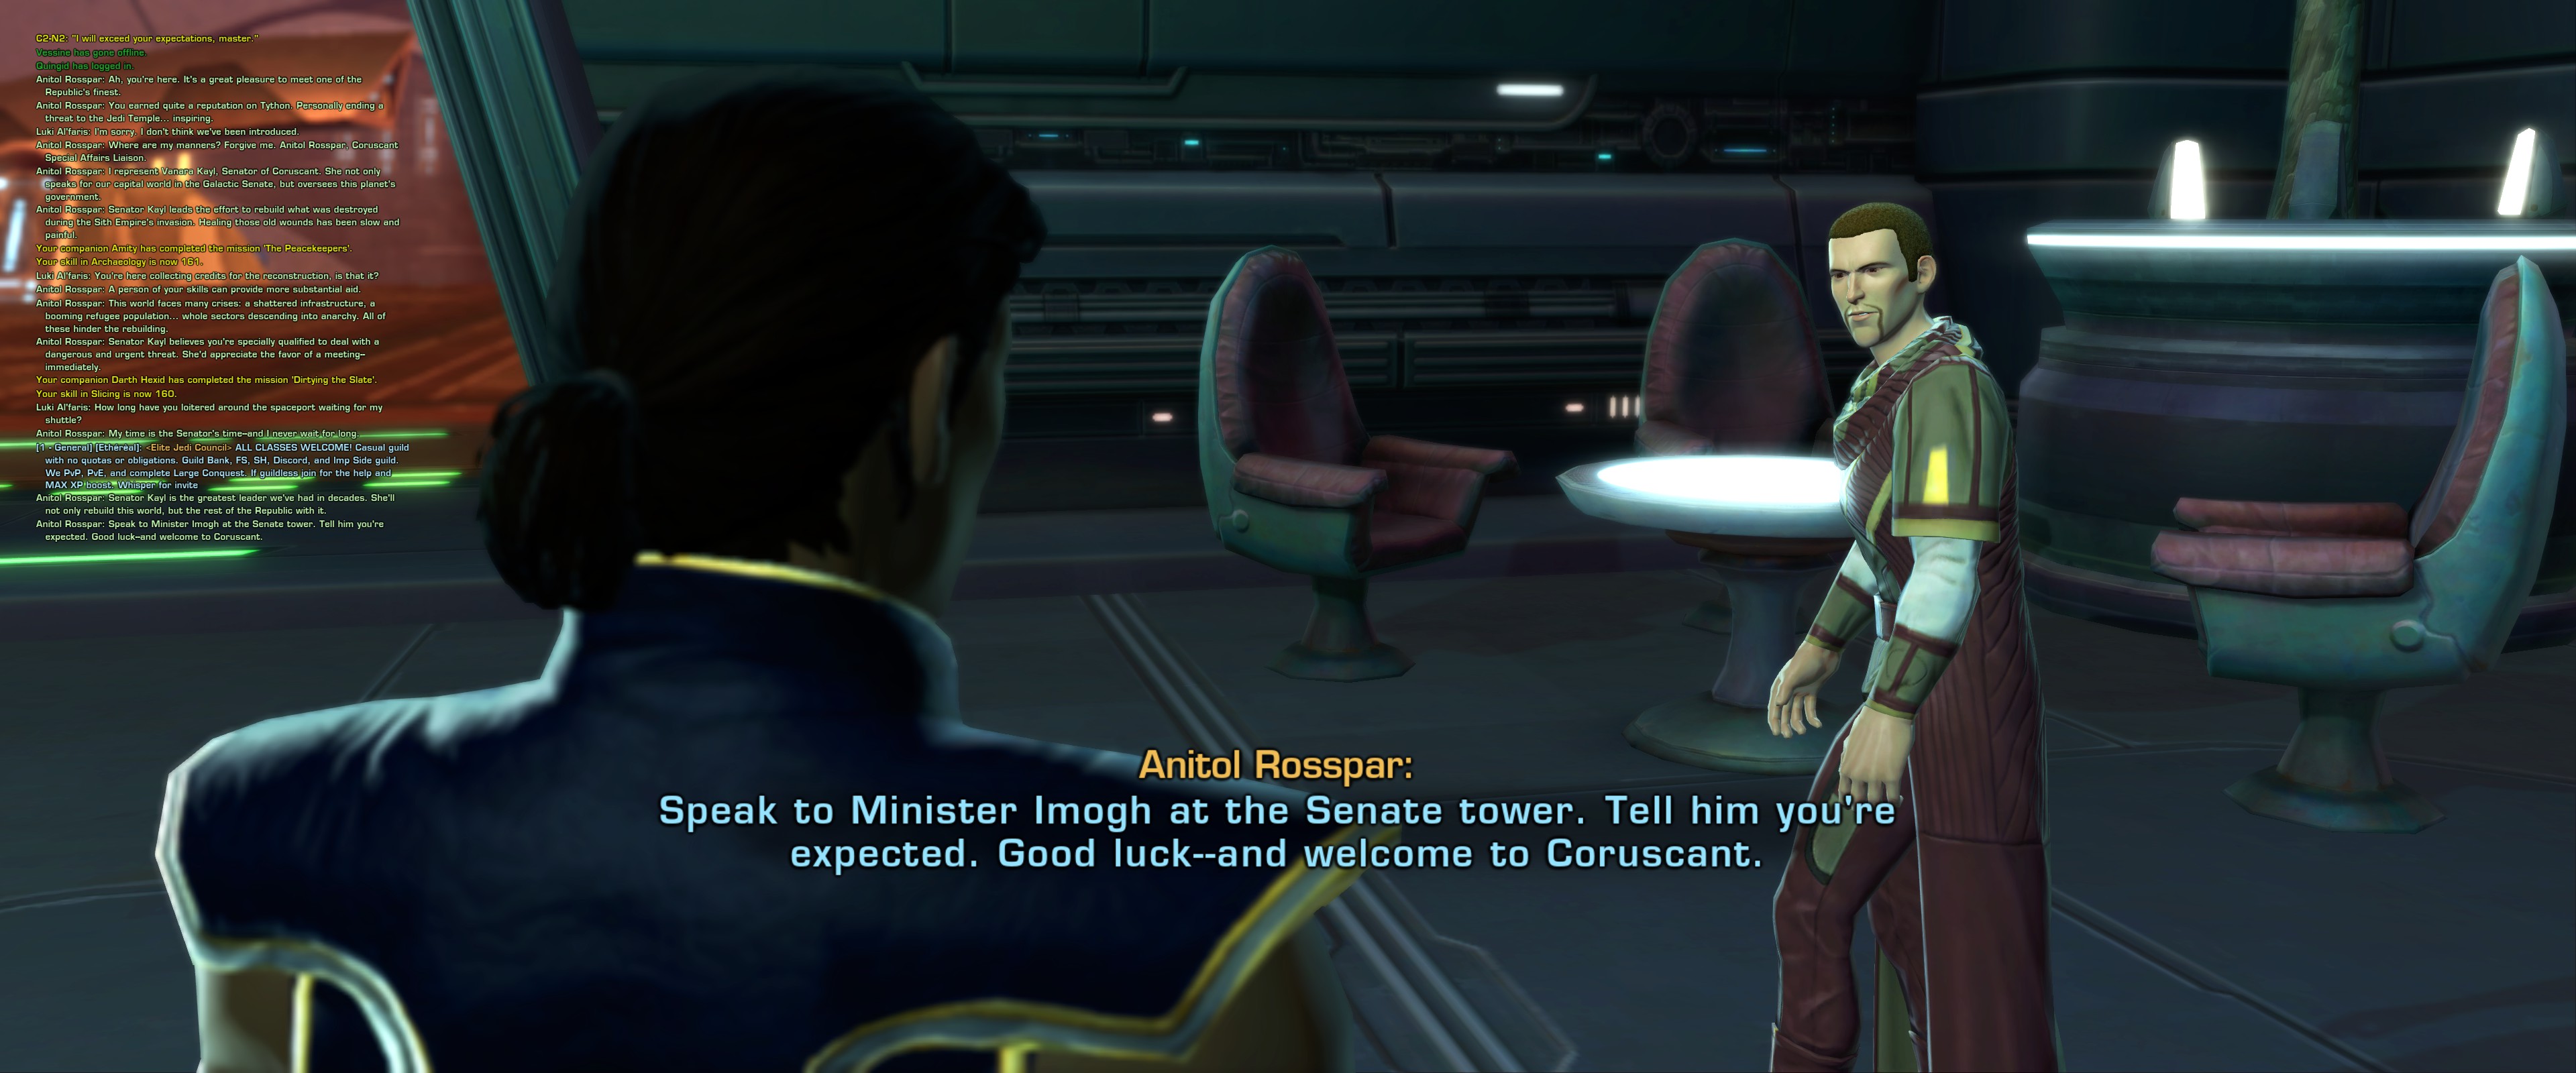 C2-N2: "I will exceed your expectations, master."
Vessine has gone offline.
Quingid has logged in.
Anitol Rosspar: Ah, you're here. It's a great pleasure to meet one of the
Republic's finest.
Anitol Rosspar: You earned quite a reputation on Tython. Personally ending a
threat to the Jedi Temple... inspiring.
Luki Al'faris: I'm sorry, I don't think we've been introduced.
Anitol Rosspar: Where are my manners? Forgive me. Anitol Rosspar, Coruscant
Special Affairs Liaison.
Anitol Rosspar: I represent Vanara Kayl, Senator of Coruscant. She not only
speaks for our capital world in the Galactic Senate, but oversees this planet's
government.
Anitol Rosspar: Senator Kayl leads the effort to rebuild what was destroyed
during the Sith Empire's invasion. Healing those old wounds has been slow and
painful.
Your companion Amity has completed the mission 'The Peacekeepers'.
Your skill in Archaeology is now 161.
Luki Al'faris: You're here collecting credits for the reconstruction, is that it?
Anitol Rosspar: A person of your skills can provide more substantial aid.
Anitol Rosspar: This world faces many crises: a shattered infrastructure, a
booming refugee population... whole sectors descending into anarchy. All of
these hinder the rebuilding.
Anitol Rosspar: Senator Kayl believes you're specially qualified to deal with a
dangerous and urgent threat. She'd appreciate the favor of a meeting--
immediately.
Your companion Darth Hexid has completed the mission 'Dirtying the Slate'.
Your skill in Slicing is now 160.
Luki Al'faris: How long have you loitered around the spaceport waiting for my
shuttle?
Anitol Rosspar: My time is the Senator's time--and I never wait for long.
[1 - General] [Ethereal]: <Elite Jedi Council> ALL CLASSES WELCOME! Casual guild
with no quotas or obligations. Guild Bank, FS, SH, Discord, and Imp Side guild.
We PvP, PvE, and complete Large Conquest. If guildless join for the help and
MAX XP boost. Whisper for invite
Anitol Rosspar: Senator Kayl is the greatest leader we've had in decades. She'll
not only rebuild this world, but the rest of the Republic with it.
Anitol Rosspar: Speak to Minister Imogh at the Senate tower. Tell him you're
expected. Good luck--and welcome to Coruscant.
Anitol Rosspar:
Speak to Minister Imogh at the Senate tower. Tell him you're
expected. Good luck--and welcome to Coruscant.